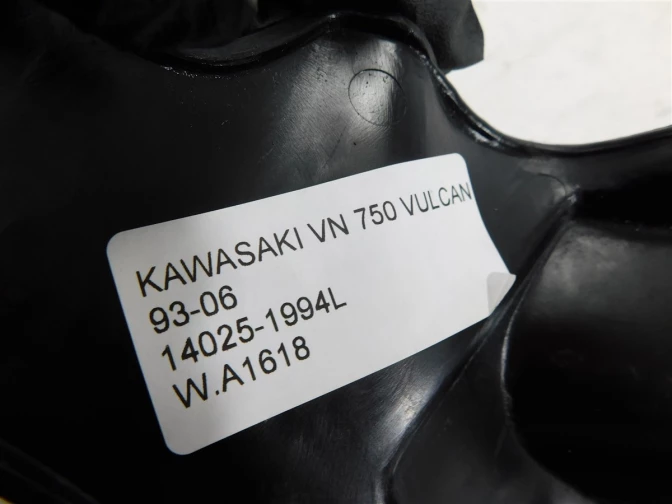 KAWASAKI VN 750 VULCAN
93-06
14025-1994L
W.A1618